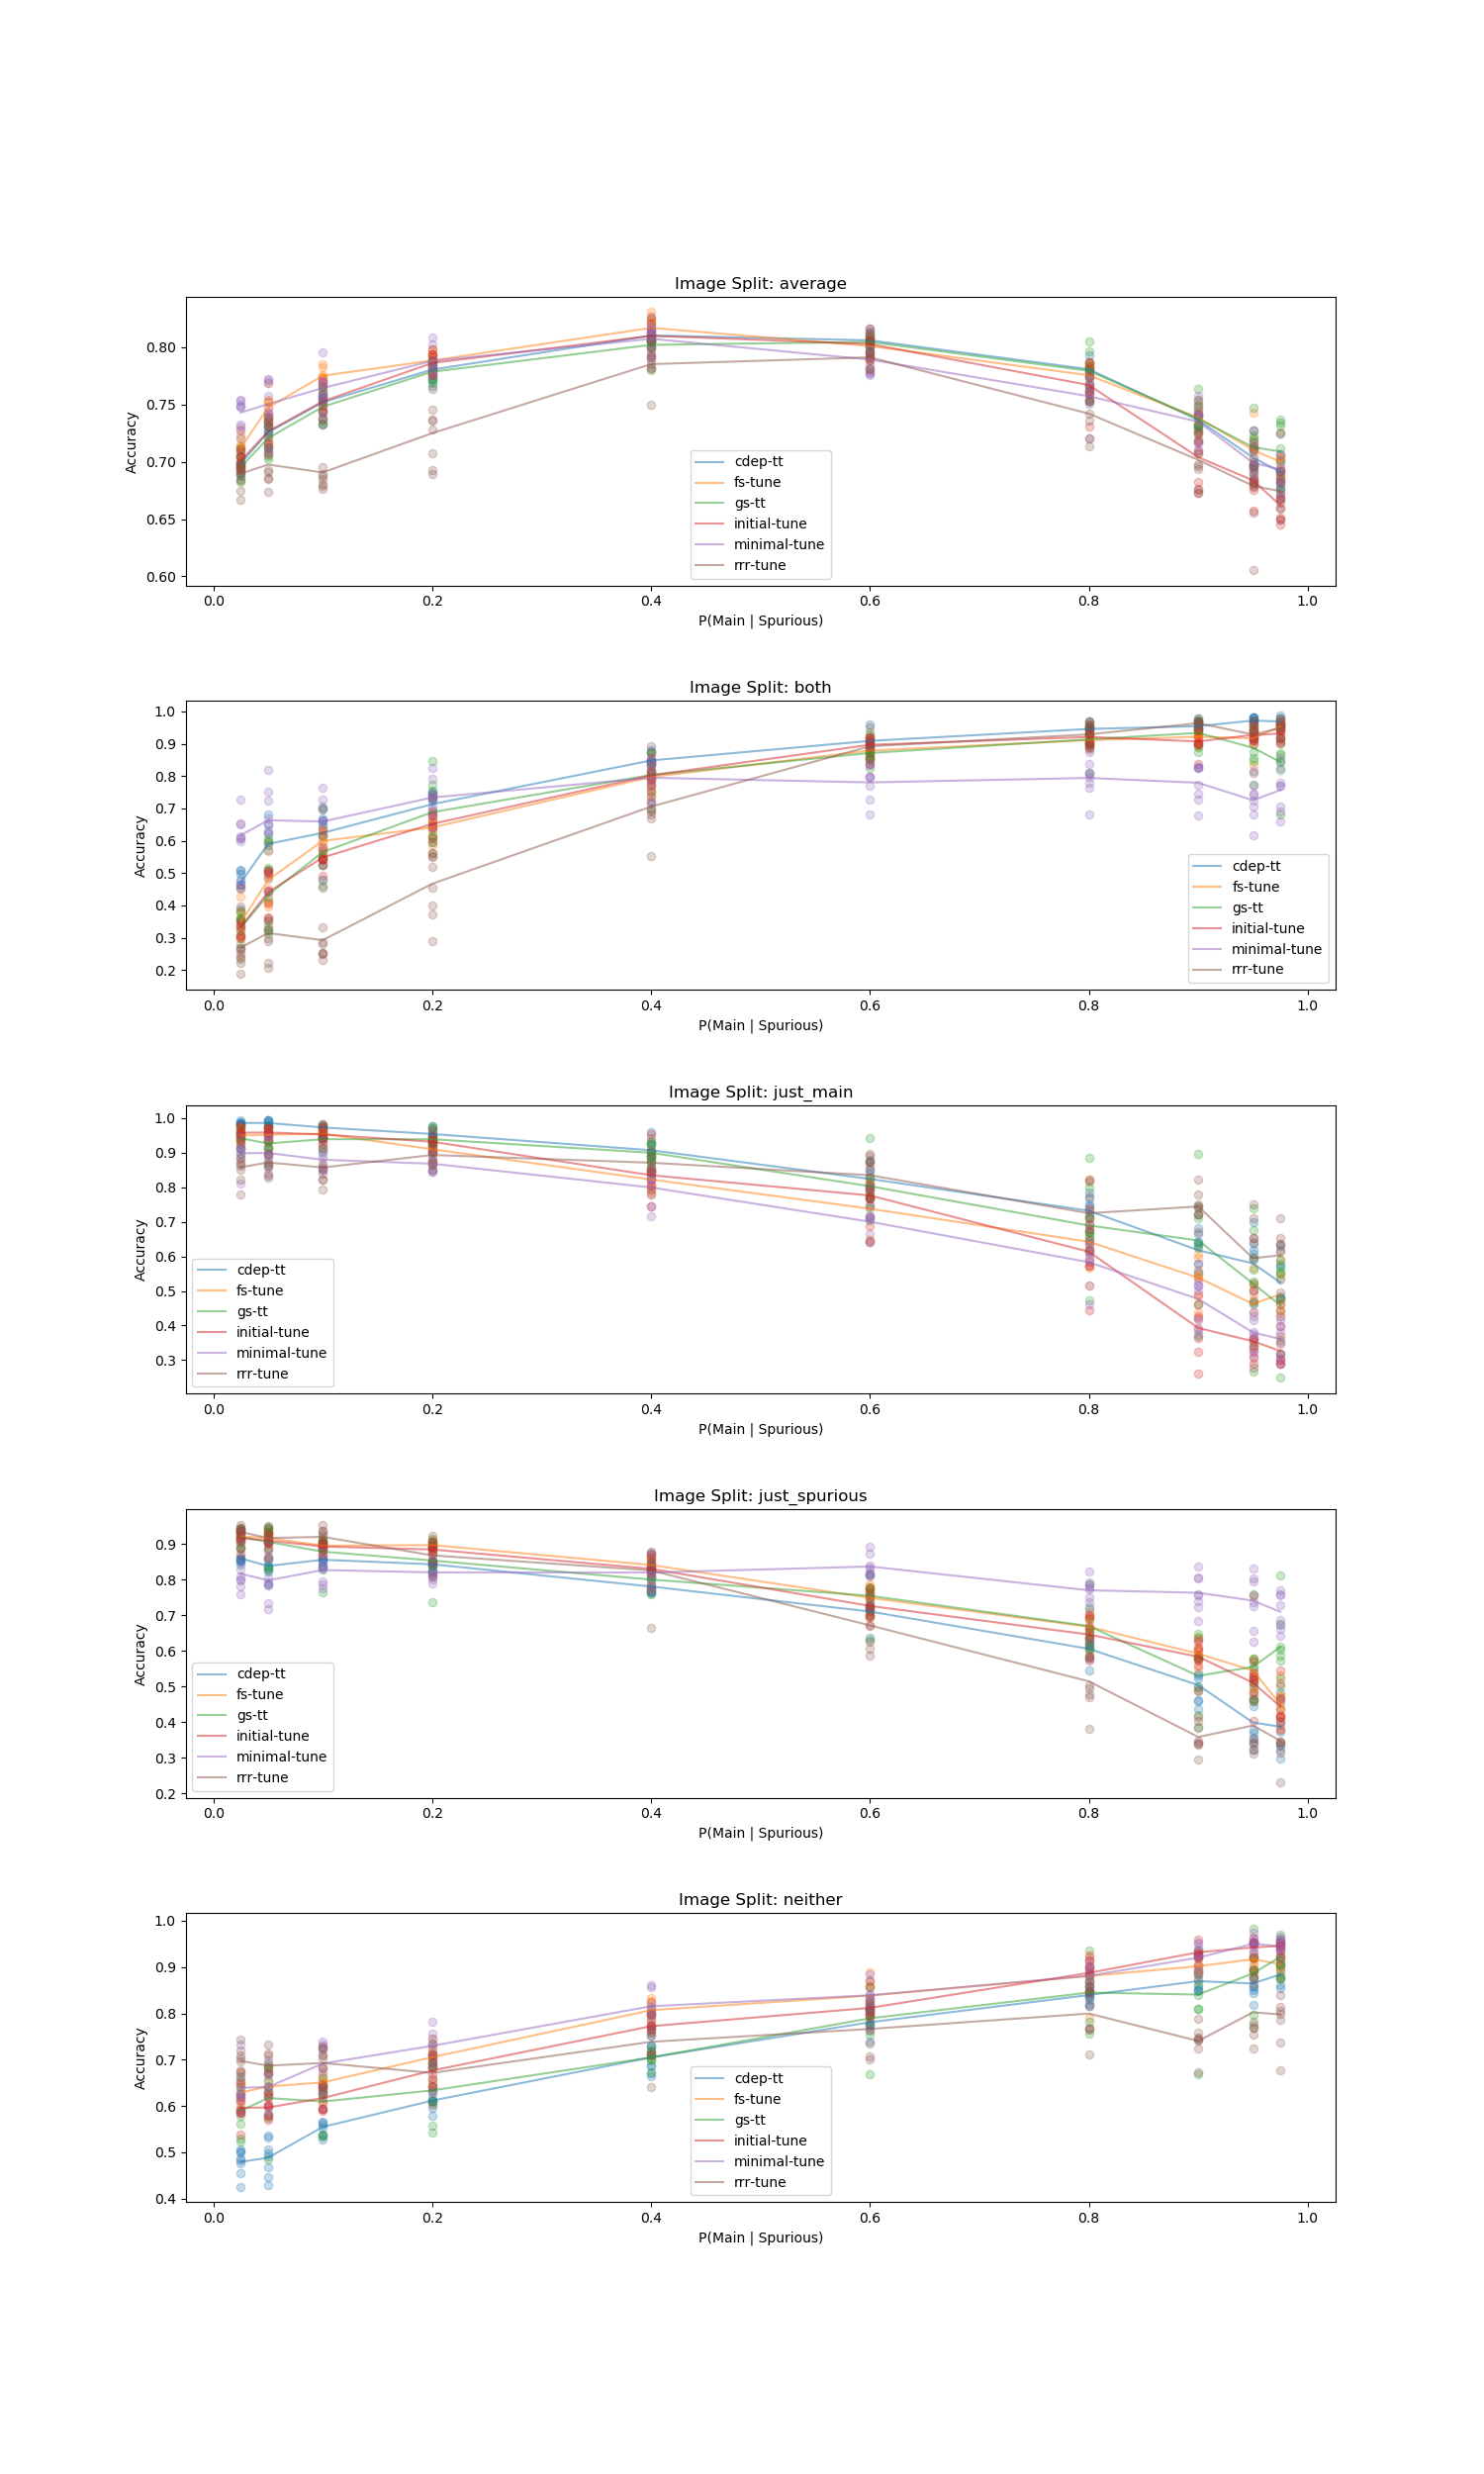 Image Split: average
Accuracy
0.80
0.75
0.70
0.65
0.60
cdep-tt
fs-tune
gs-tt
initial-tune
minimal-tune
rrr-tune
0.0 0.2 0.4 0.6 0.8 1.0
P(Main | Spurious)
Image Split: both
Accuracy
1.0
0.9
0.8
0.7
0.6
0.5
0.4
0.3
0.2
cdep-tt
fs-tune
gs-tt
initial-tune
minimal-tune
rrr-tune
0.0 0.2 0.4 0.6 0.8 1.0
P(Main | Spurious)
Image Split: just_main
Accuracy
1.0
0.9
0.8
0.7
0.6
0.5
0.4
0.3
cdep-tt
fs-tune
gs-tt
initial-tune
minimal-tune
rrr-tune
0.0 0.2 0.4 0.6 0.8 1.0
P(Main | Spurious)
Image Split: just_spurious
Accuracy
0.9
0.8
0.7
0.6
0.5
0.4
0.3
0.2
cdep-tt
fs-tune
gs-tt
initial-tune
minimal-tune
rrr-tune
0.0 0.2 0.4 0.6 0.8 1.0
P(Main | Spurious)
Image Split: neither
Accuracy
1.0
0.9
0.8
0.7
0.6
0.5
0.4
cdep-tt
fs-tune
gs-tt
initial-tune
minimal-tune
rrr-tune
0.0 0.2 0.4 0.6 0.8 1.0
P(Main | Spurious)